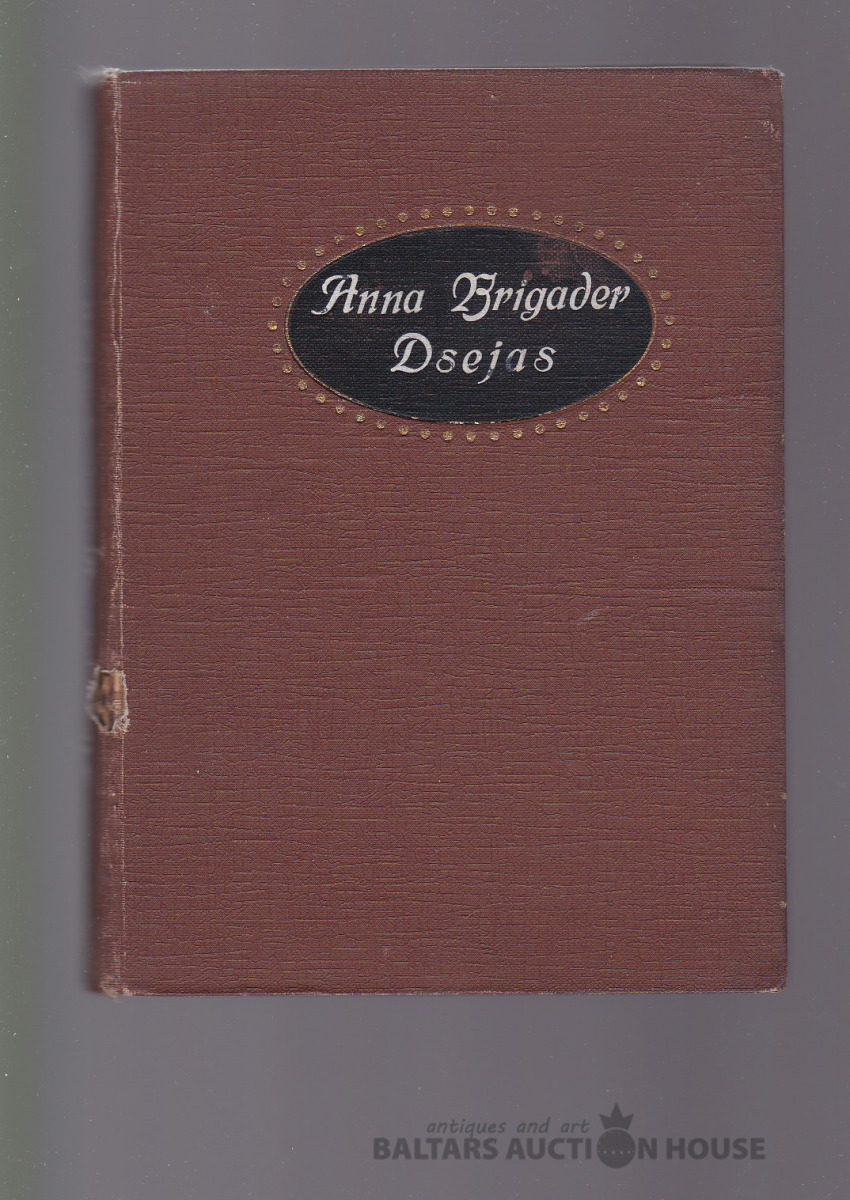 Anna Brigader
Dsejas
antiques and art
BALTARS AUCTION HOUSE